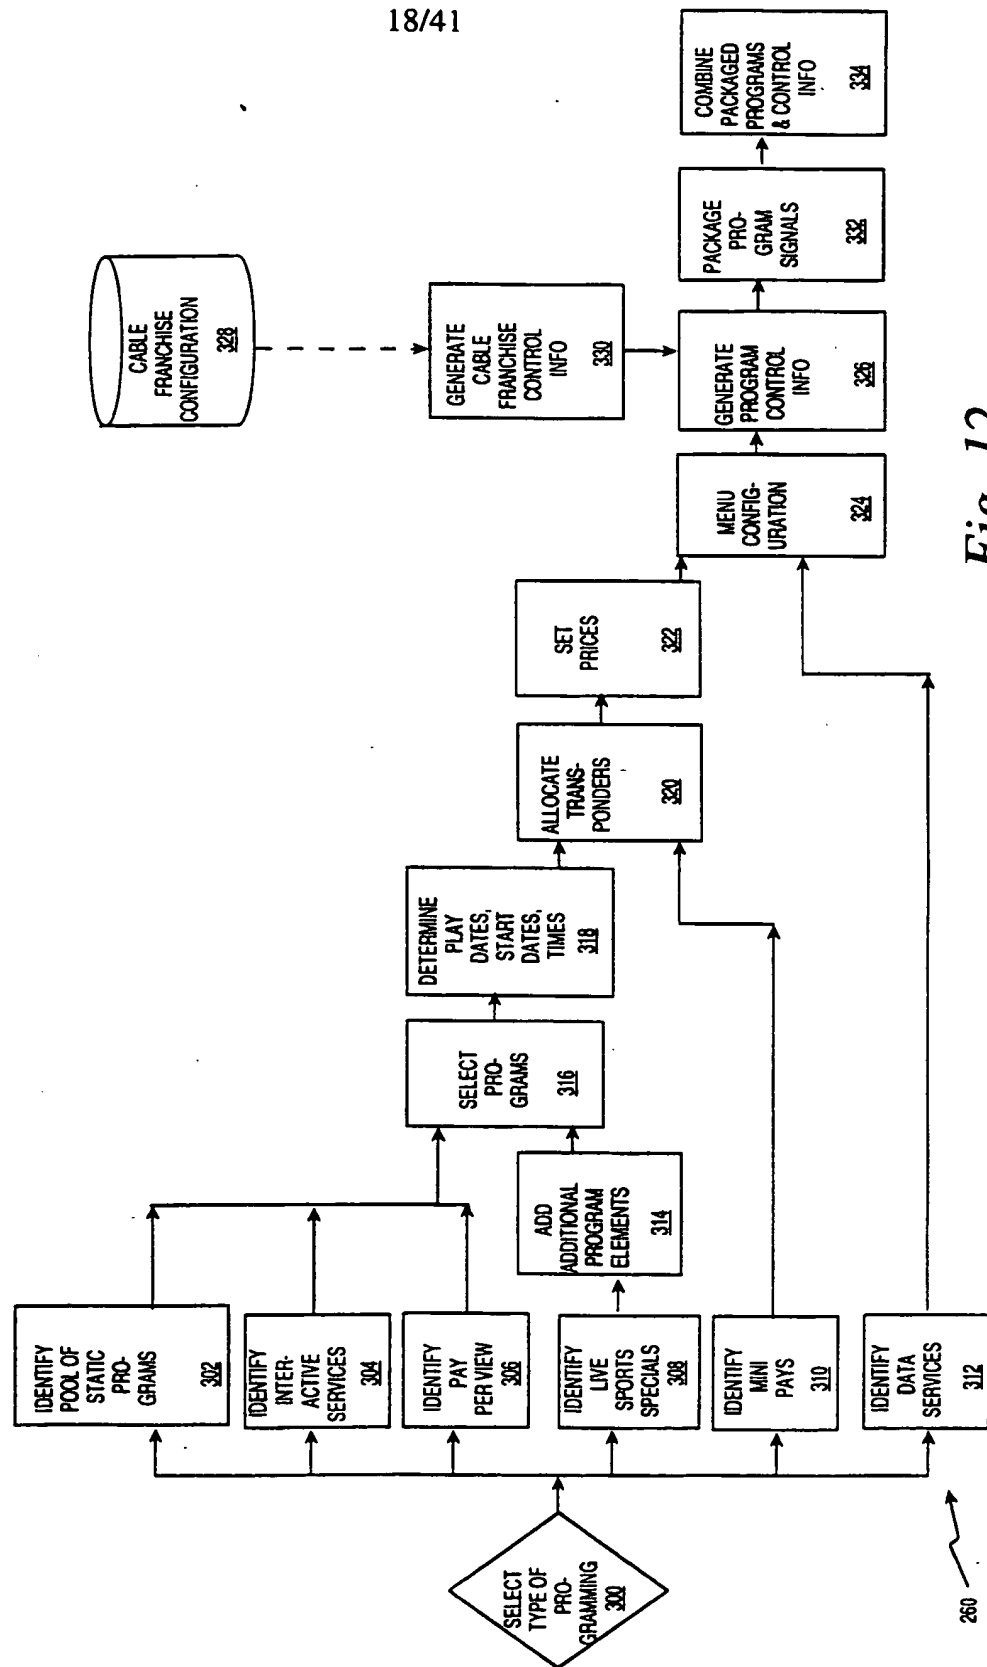 18/41
SELECT
TYPE OF
PRO-
GRAMMING
300
IDENTIFY
POOL OF
STATIC
PRO-
GRAMS
302
IDENTIFY
INTER-
ACTIVE
SERVICES
304
IDENTIFY
PAY
PER VIEW
306
IDENTIFY
LIVE
SPORTS
SPECIALS
308
IDENTIFY
MINI
PAYS
310
IDENTIFY
DATA
SERVICES
312
ADD
ADDITIONAL
PROGRAM
ELEMENTS
314
SELECT
PRO-
GRAMS
316
DETERMINE
PLAY
DATES,
START
DATES,
TIMES
318
ALLOCATE
TRANS-
PONDERS
320
SET
PRICES
322
MENU
CONFIG-
URATION
324
CABLE
FRANCHISE
CONFIGURATION
328
GENERATE
CABLE
FRANCHISE
CONTROL
INFO
330
GENERATE
PROGRAM
CONTROL
INFO
326
PACKAGE
PRO-
GRAM
SIGNALS
332
COMBINE
PACKAGED
PROGRAMS
& CONTROL
INFO
334
260
Fig. 12